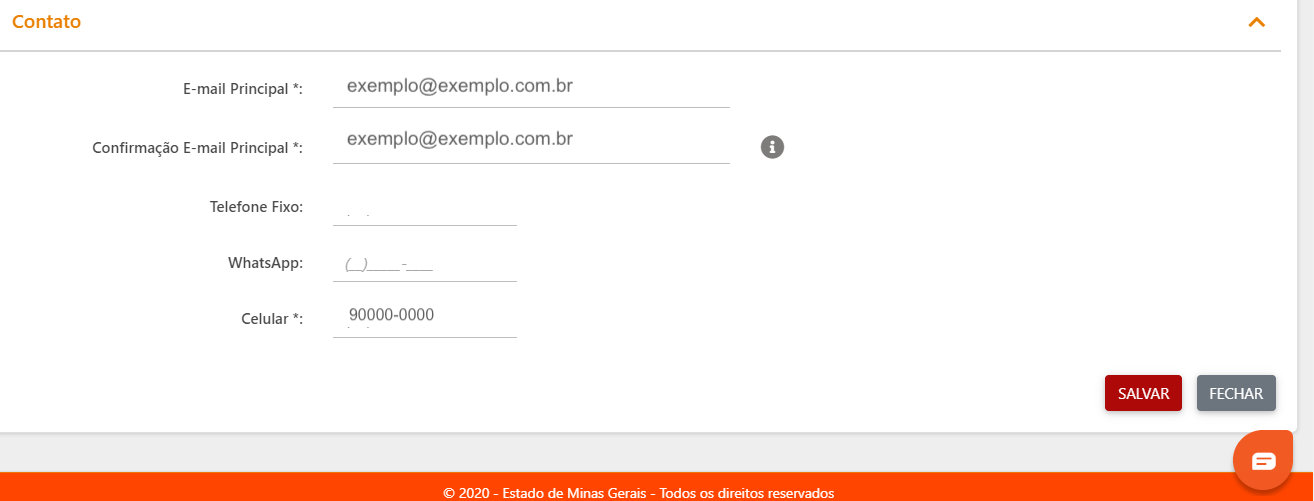 Contato
E-mail Principal *: exemplo@exemplo.com.br
Confirmação E-mail Principal *: exemplo@exemplo.com.br
Telefone Fixo:
WhatsApp: (__)_____-____
Celular *: 90000-0000
SALVAR FECHAR
© 2020 - Estado de Minas Gerais - Todos os direitos reservados